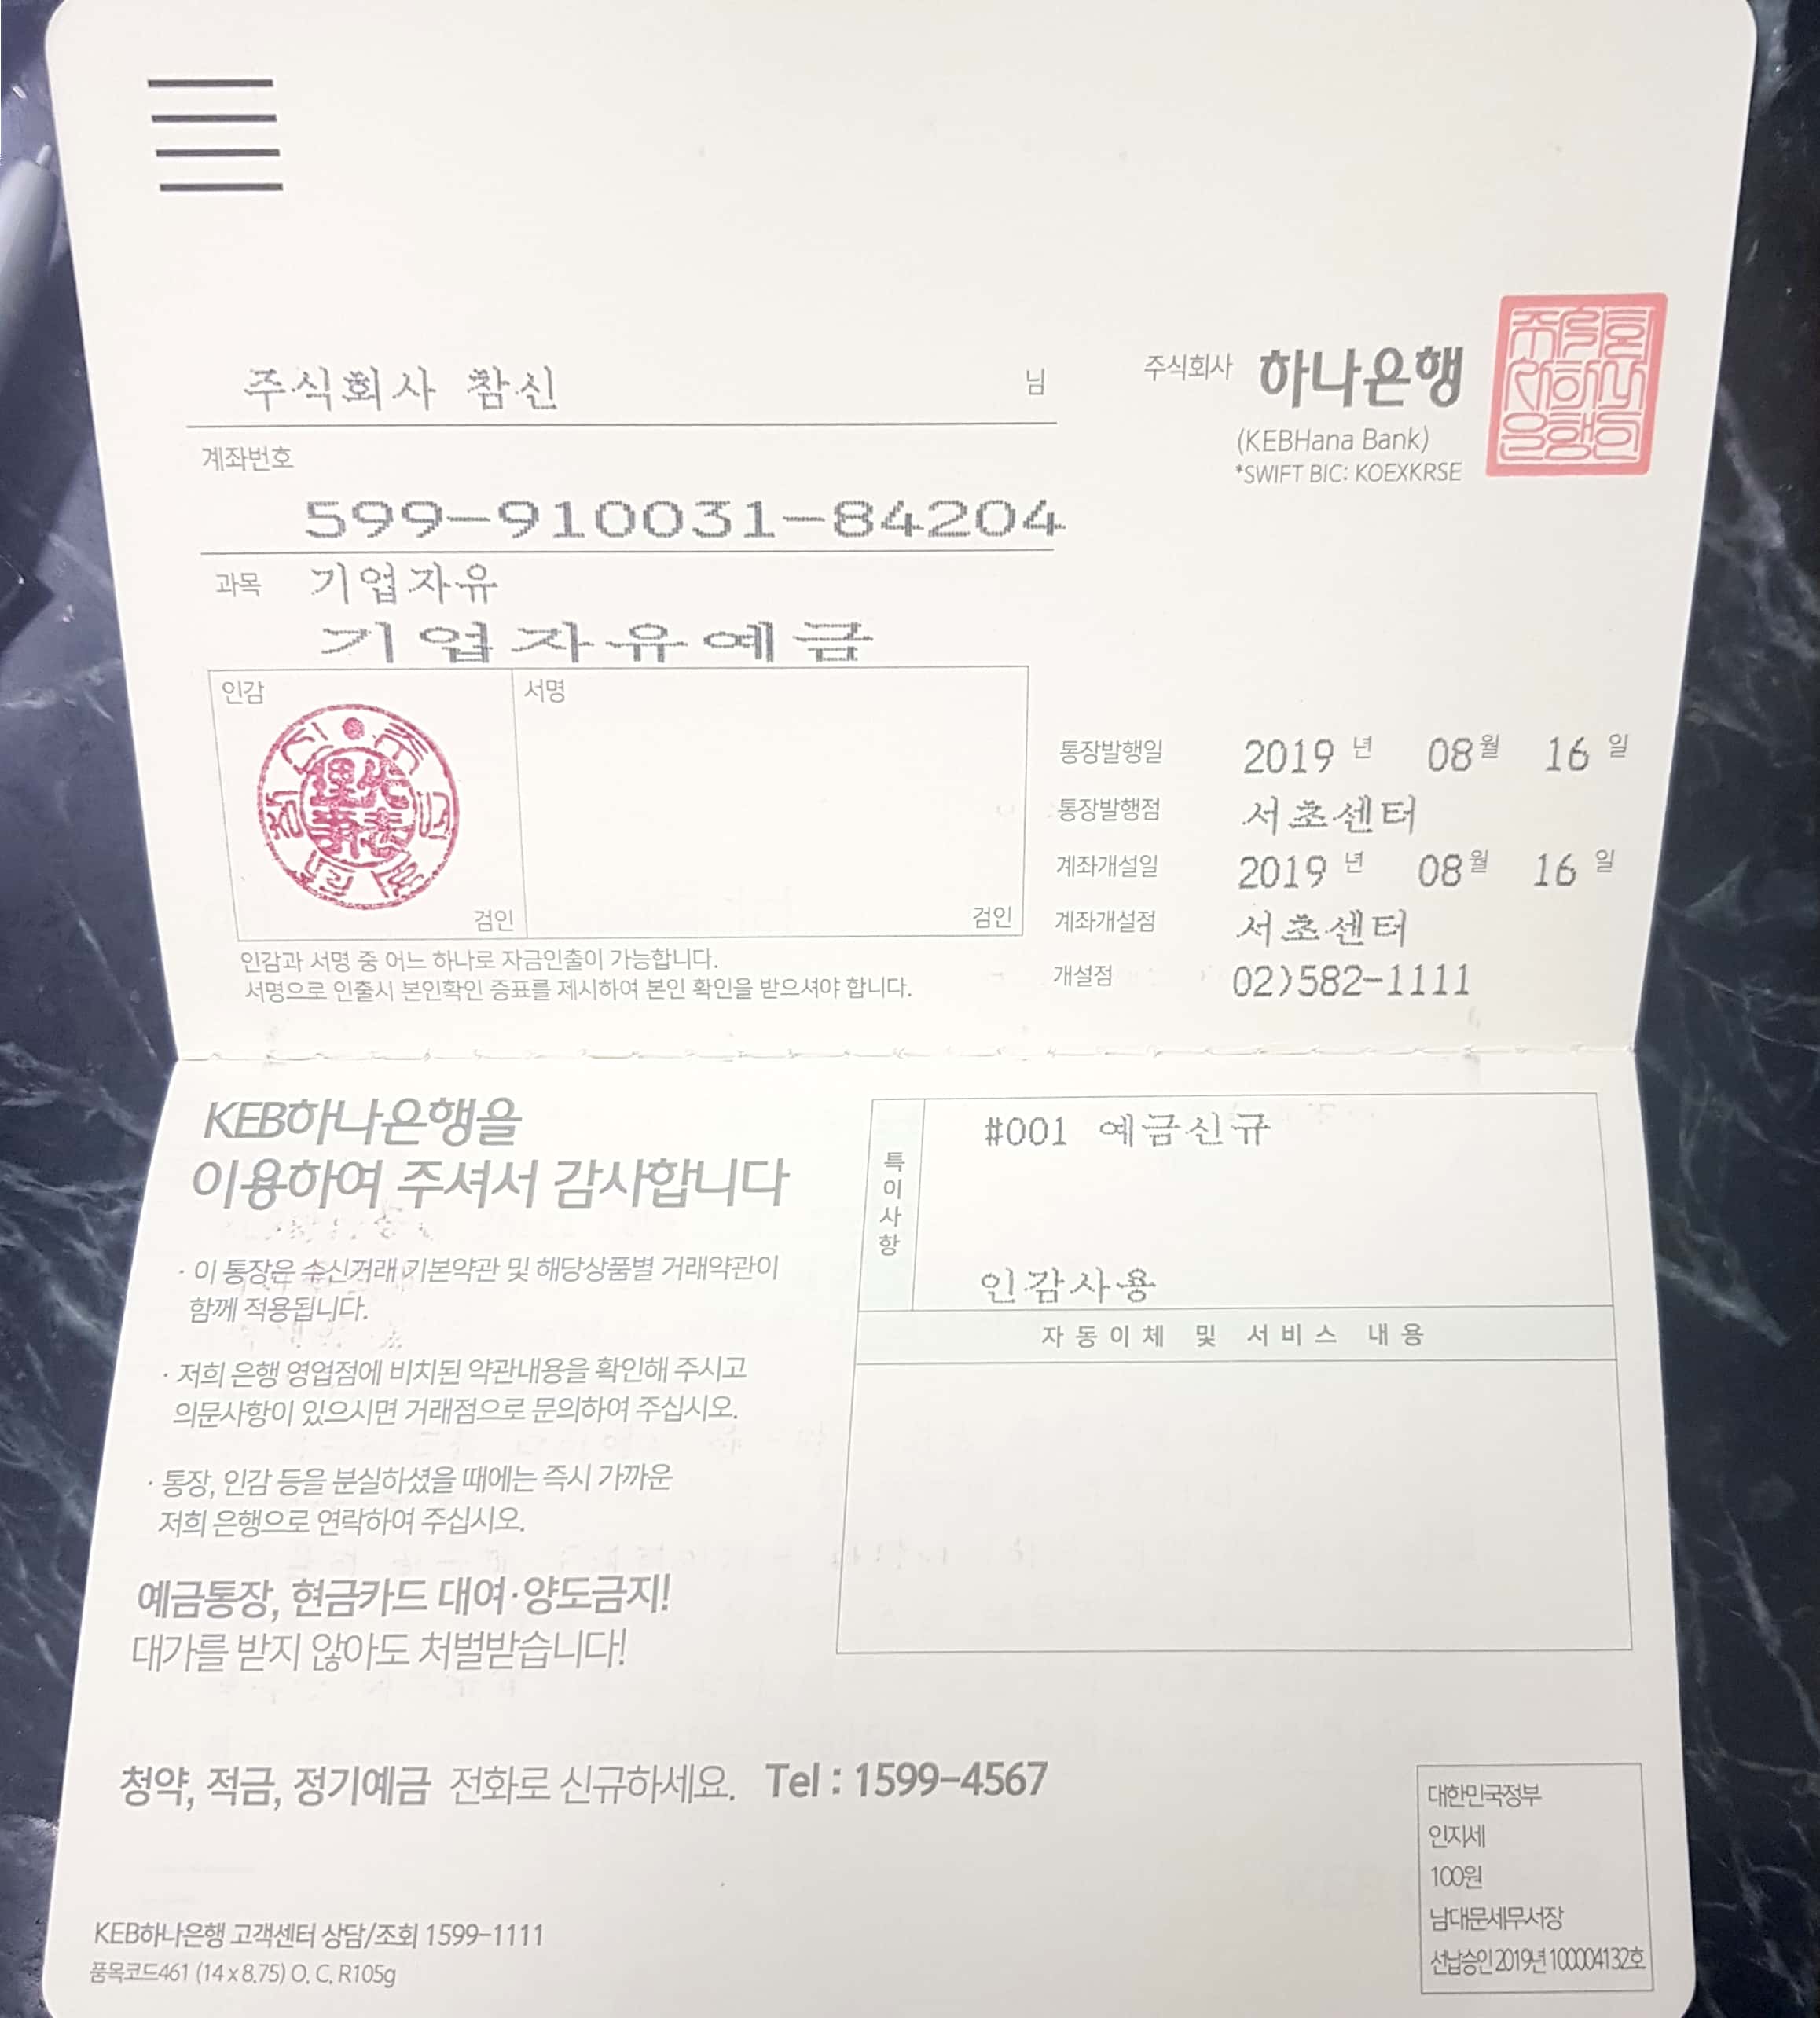 주식회사 참신 님
주식회사 하나은행
(KEBHana Bank)
*SWIFT BIC: KOEXKRSE
계좌번호
599-910031-84204
과목 기업자유
기업자유예금
인감
서명
검인
검인
인감과 서명 중 어느 하나로 자금인출이 가능합니다.
서명으로 인출시 본인확인 증표를 제시하여 본인 확인을 받으셔야 합니다.
통장발행일 2019 년 08 월 16 일
통장발행점 서초센터
계좌개설일 2019 년 08 월 16 일
계좌개설점 서초센터
개설점 02)582-1111
KEB하나은행을
이용하여 주셔서 감사합니다
· 이 통장은 수신거래 기본약관 및 해당상품별 거래약관이
함께 적용됩니다.
· 저희 은행 영업점에 비치된 약관내용을 확인해 주시고
의문사항이 있으시면 거래점으로 문의하여 주십시오.
· 통장, 인감 등을 분실하셨을 때에는 즉시 가까운
저희 은행으로 연락하여 주십시오.
예금통장, 현금카드 대여·양도금지!
대가를 받지 않아도 처벌받습니다!
특이사항
#001 예금신규
인감사용
자동이체 및 서비스 내용
청약, 적금, 정기예금 전화로 신규하세요. Tel : 1599-4567
KEB하나은행 고객센터 상담/조회 1599-1111
품목코드461 (14 x 8.75) O. C. R105g
대한민국정부
인지세
100원
남대문세무서장
선납승인 2019년 100004132호